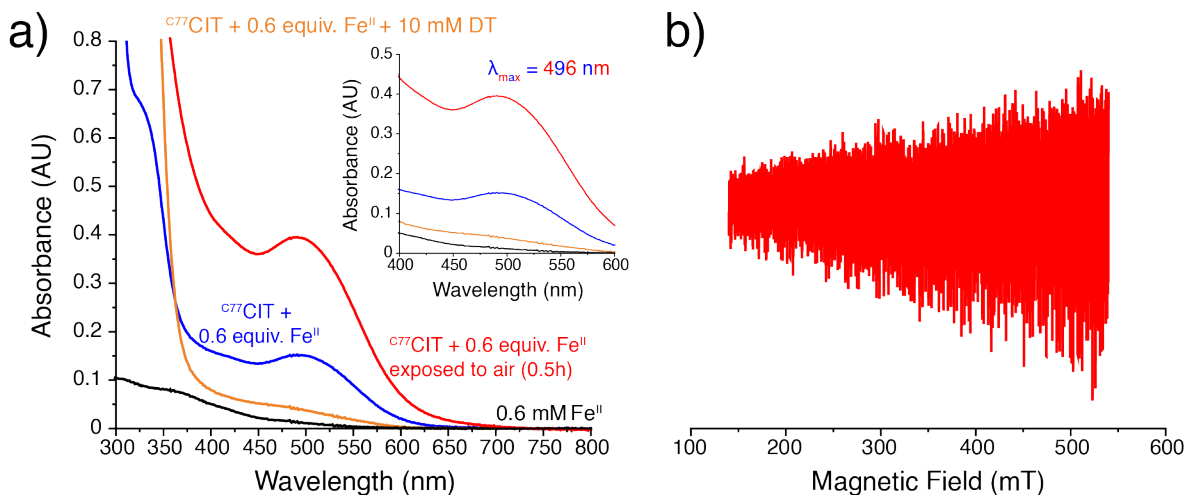 a)
C77CIT + 0.6 equiv. FeII + 10 mM DT
b)
0.8
0.7
0.6
0.5
0.4
0.3
0.2
0.1
0
Absorbance (AU)
300 350 400 450 500 550 600 650 700 750 800
Wavelength (nm)
0.5
0.4
0.3
0.2
0.1
0
Absorbance (AU)
λmax = 496 nm
400 450 500 550 600
Wavelength (nm)
C77CIT +
0.6 equiv. FeII
C77CIT + 0.6 equiv. FeII
exposed to air (0.5h)
0.6 mM FeII
100 200 300 400 500 600
Magnetic Field (mT)